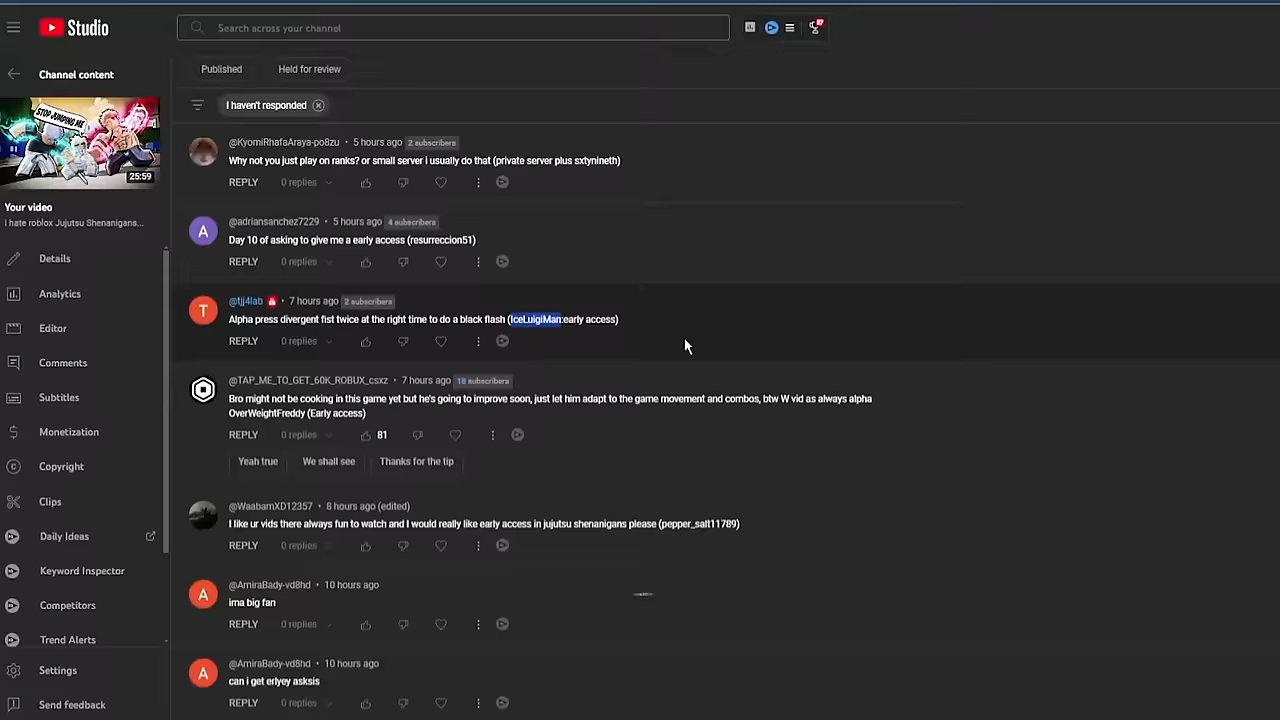 Studio
Search across your channel
Channel content
STOP JUMPING ME
25:59
Your video
i hate roblox Jujutsu Shenanigans...
Details
Analytics
Editor
Comments
Subtitles
Monetization
Copyright
Clips
Daily Ideas
Keyword Inspector
Competitors
Trend Alerts
Settings
Send feedback
Published
Held for review
I haven't responded
@KyomiRhafaAraya-po8zu • 5 hours ago 2 subscribers
Why not you just play on ranks? or small server i usually do that (private server plus sxtynineth)
REPLY 0 replies
@adriansanchez7229 • 5 hours ago 4 subscribers
Day 10 of asking to give me a early access (resurreccion51)
REPLY 0 replies
@tjj4lab • 7 hours ago 2 subscribers
Alpha press divergent fist twice at the right time to do a black flash (IceLuigiMan:early access)
REPLY 0 replies
@TAP_ME_TO_GET_60K_ROBUX_csxz • 7 hours ago 18 subscribers
Bro might not be cooking in this game yet but he's going to improve soon, just let him adapt to the game movement and combos, btw W vid as always alpha
OverWeightFreddy (Early access)
REPLY 0 replies 81
Yeah true We shall see Thanks for the tip
@WaabamXD12357 • 8 hours ago (edited)
I like ur vids there always fun to watch and I would really like early access in jujutsu shenanigans please (pepper_salt11789)
REPLY 0 replies
@AmiraBady-vd8hd • 10 hours ago
ima big fan
REPLY 0 replies
@AmiraBady-vd8hd • 10 hours ago
can i get erlyey asksis
REPLY 0 replies